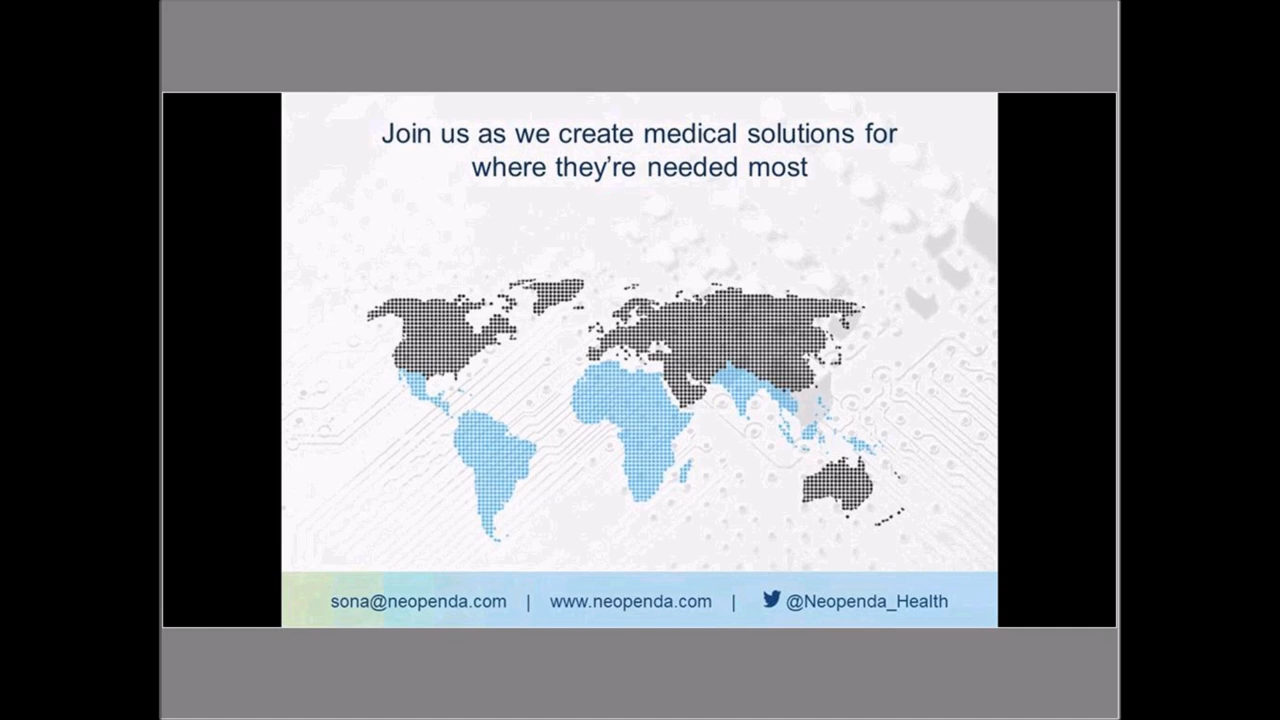 Join us as we create medical solutions for
where they're needed most
sona@neopenda.com | www.neopenda.com | @Neopenda_Health